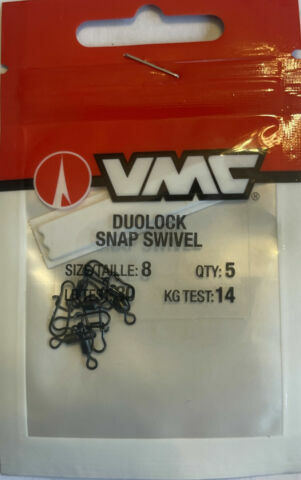 VMC
DUOLOCK
SNAP SWIVEL
SIZE/TAILLE: 8 QTY: 5
KG TEST: 14